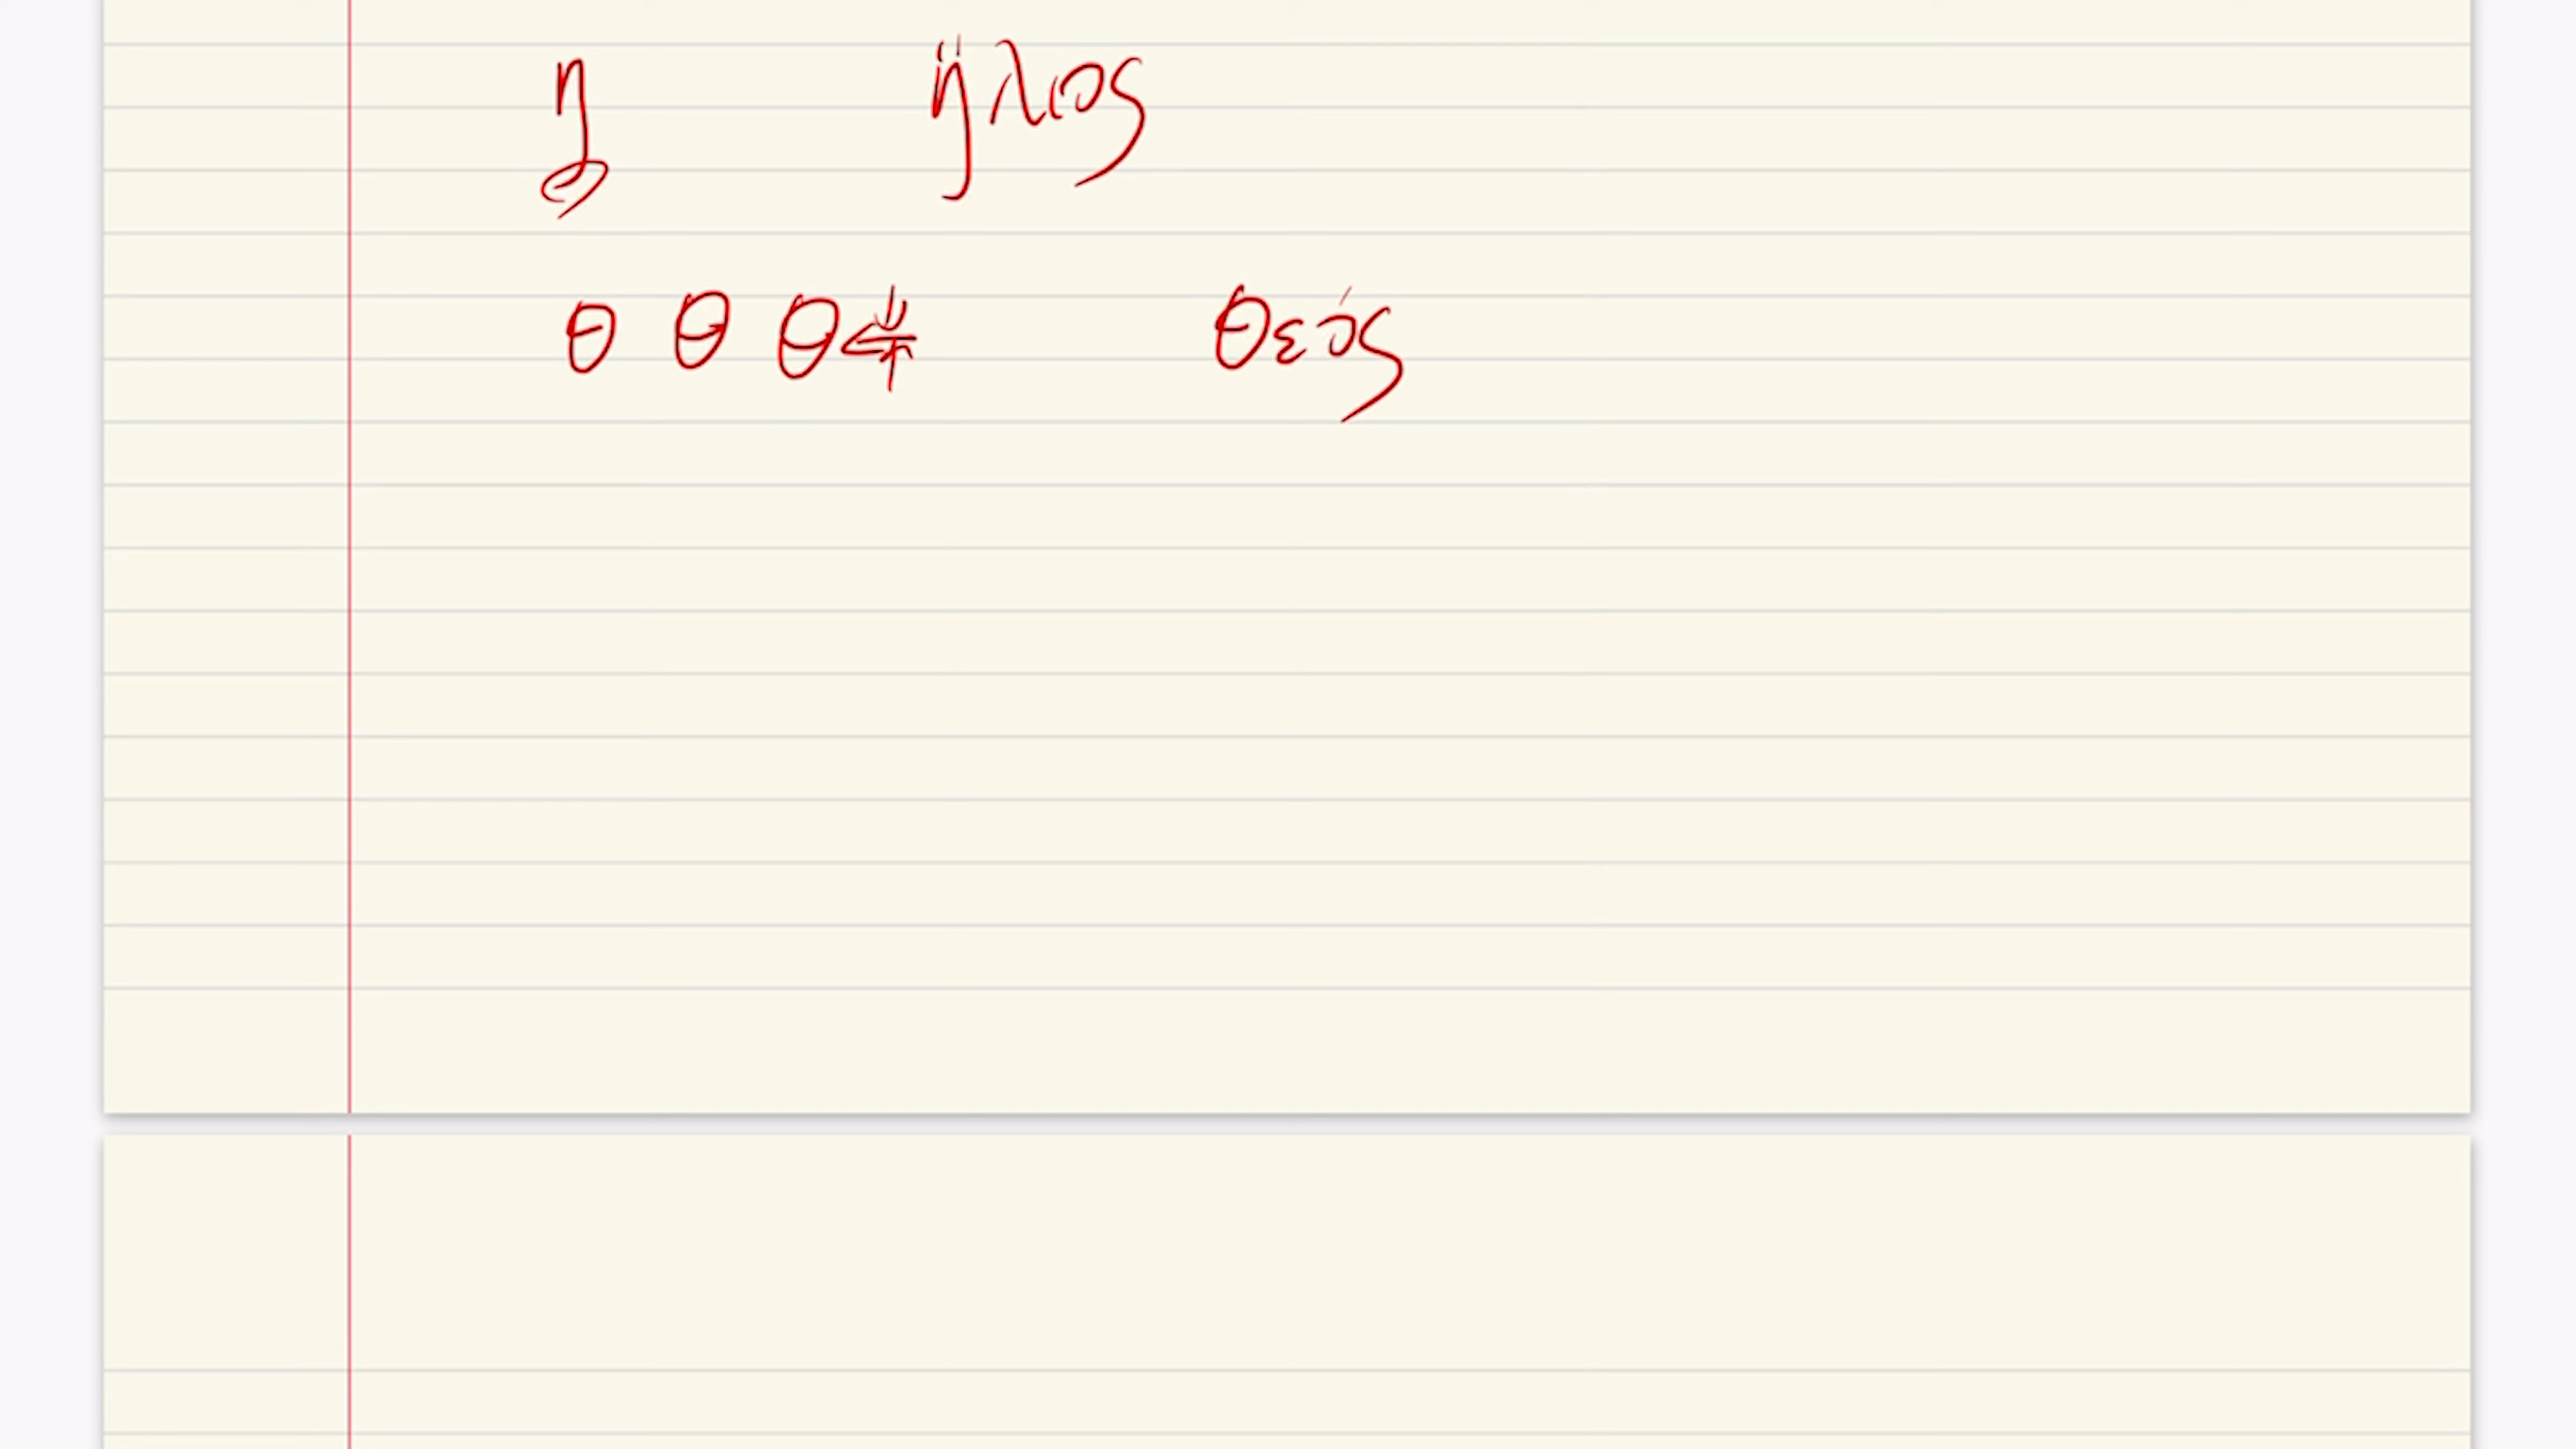 η ἥλιος
θ θ θ θεός